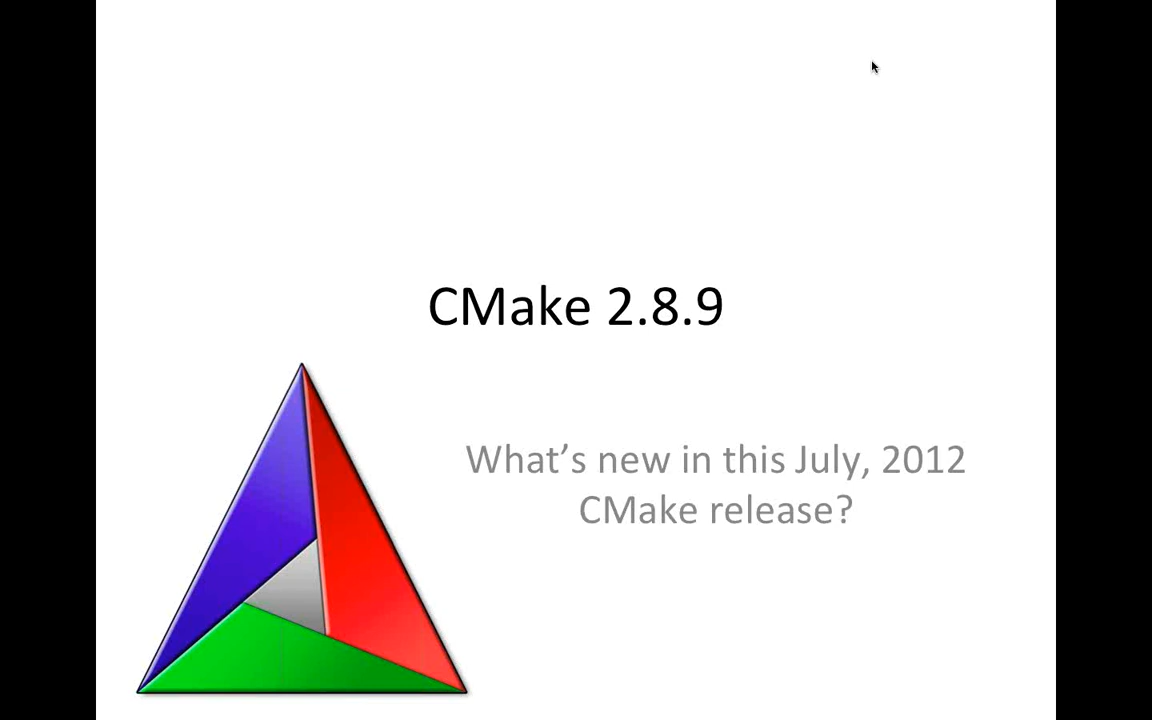 CMake 2.8.9
What’s new in this July, 2012
CMake release?